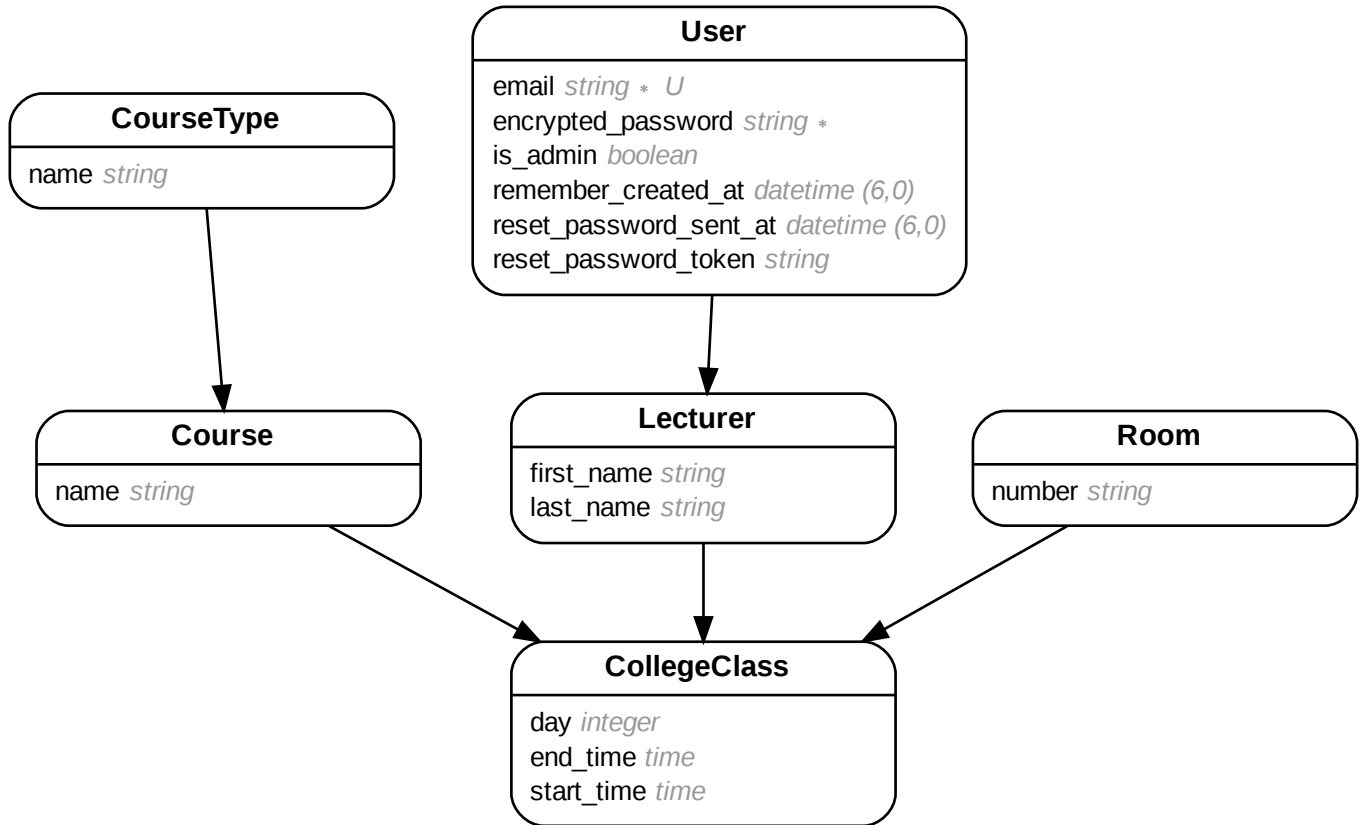 User
email string * U
encrypted_password string *
is_admin boolean
remember_created_at datetime (6,0)
reset_password_sent_at datetime (6,0)
reset_password_token string
CourseType
name string
Course
name string
Lecturer
first_name string
last_name string
Room
number string
CollegeClass
day integer
end_time time
start_time time